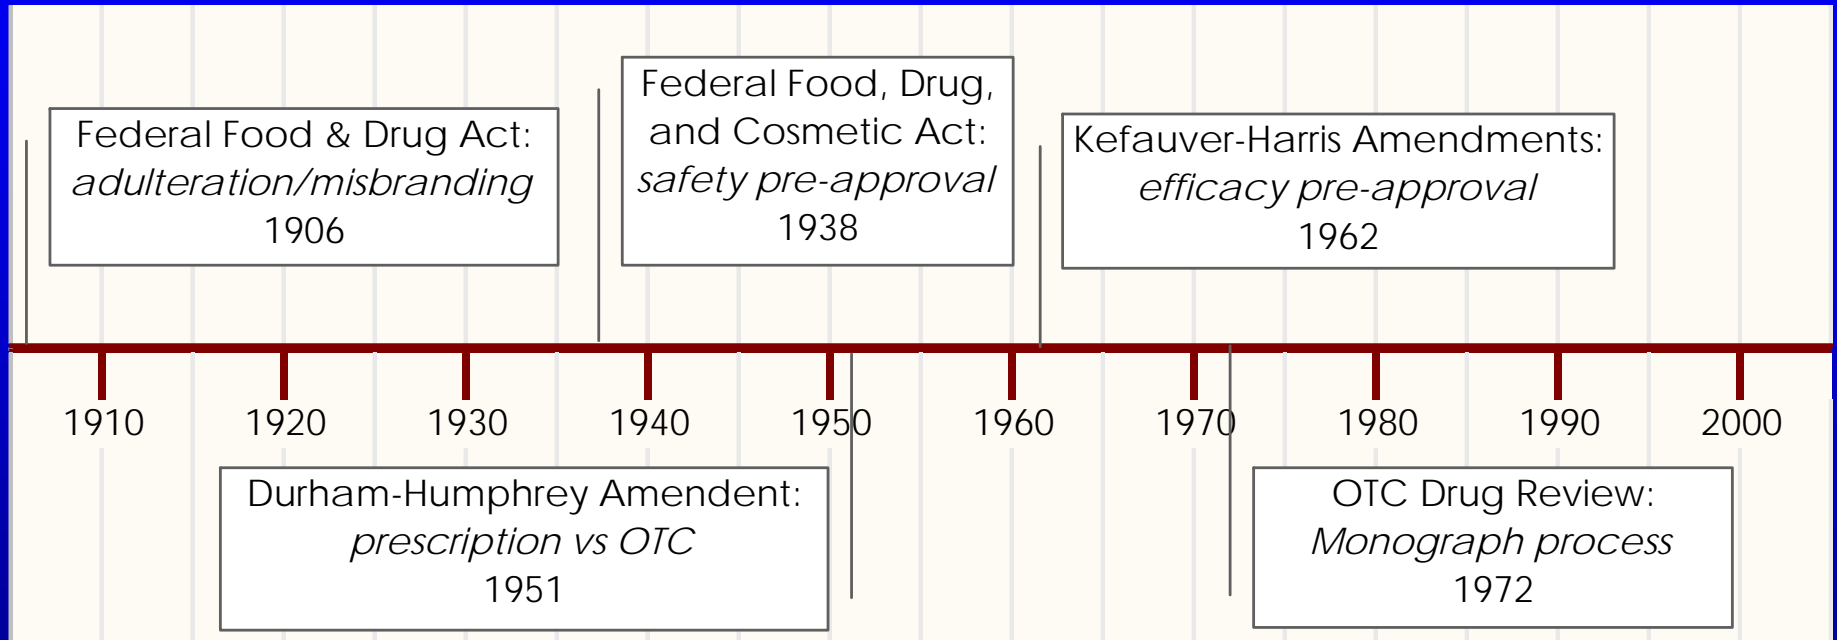 Federal Food & Drug Act:
adulteration/misbranding
1906
Federal Food, Drug,
and Cosmetic Act:
safety pre-approval
1938
Kefauver-Harris Amendments:
efficacy pre-approval
1962
1910 1920 1930 1940 1950 1960 1970 1980 1990 2000
Durham-Humphrey Amendent:
prescription vs OTC
1951
OTC Drug Review:
Monograph process
1972